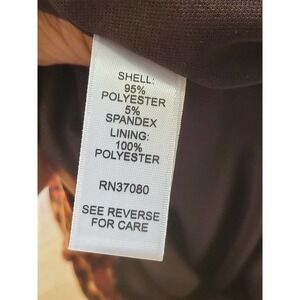 SHELL:
95%
POLYESTER
5%
SPANDEX
LINING:
100%
POLYESTER
RN37080
SEE REVERSE
FOR CARE